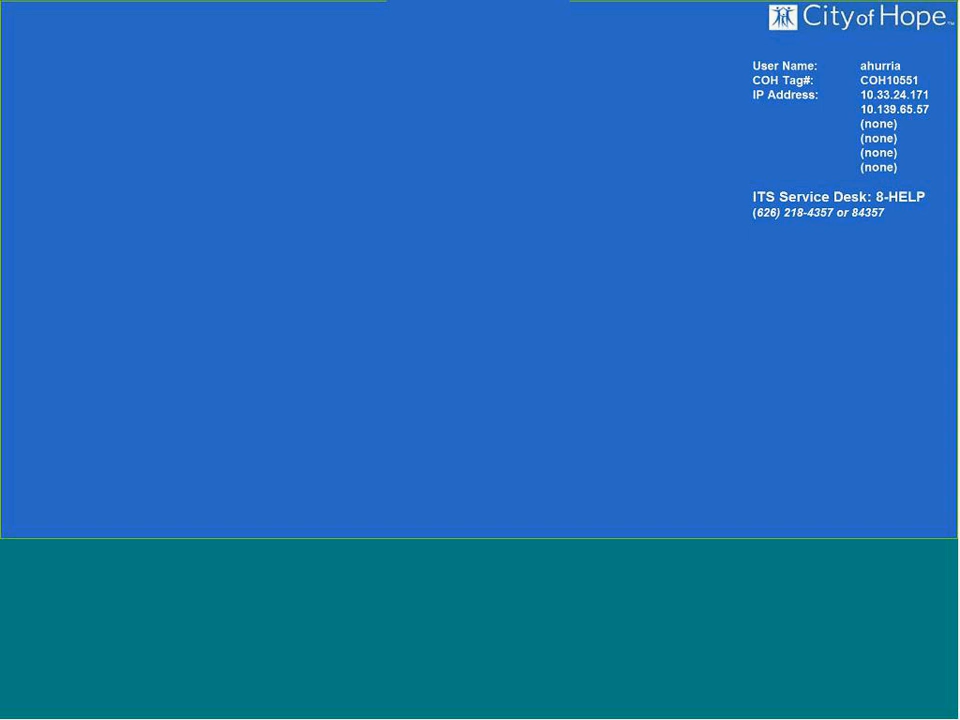 City of Hope™
User Name: ahurria
COH Tag#: COH10551
IP Address: 10.33.24.171
10.139.65.57
(none)
(none)
(none)
(none)
ITS Service Desk: 8-HELP
(626) 218-4357 or 84357